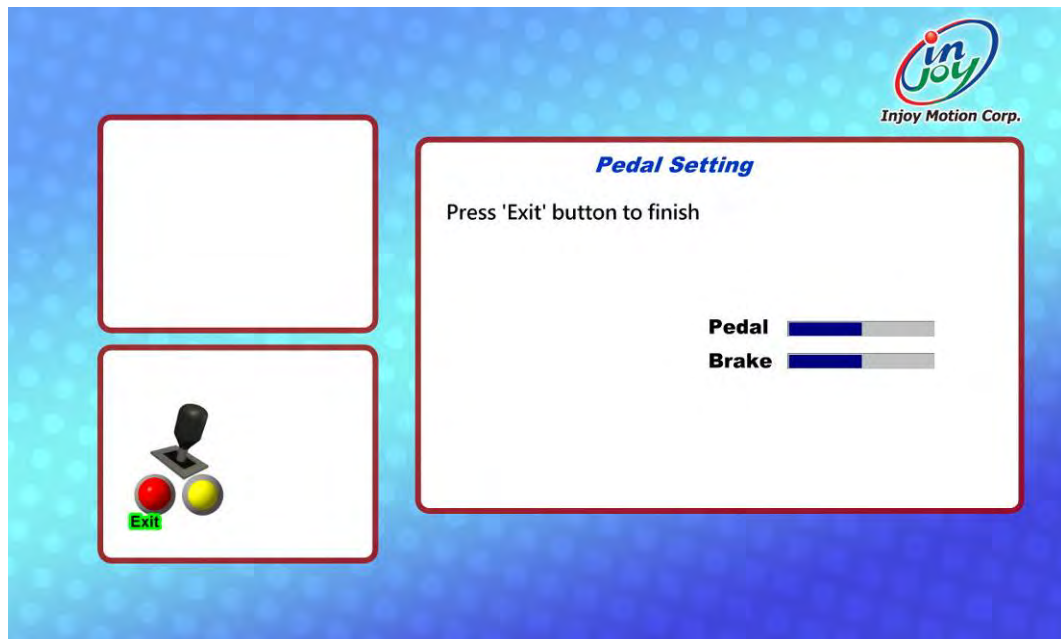 in
joy
Injoy Motion Corp.
Pedal Setting
Press 'Exit' button to finish
Pedal
Brake
Exit